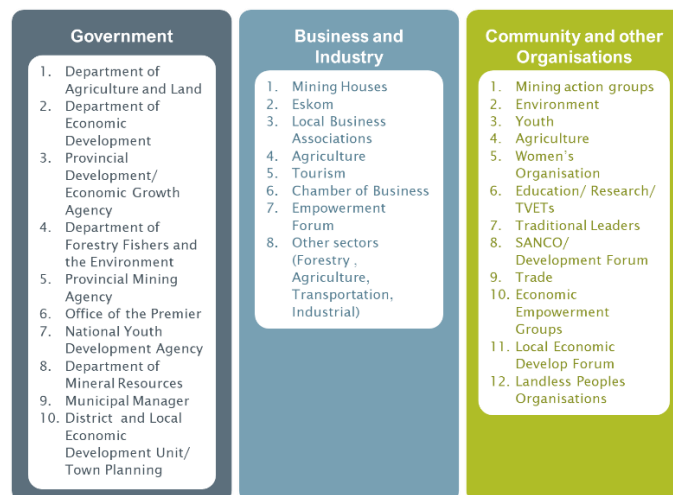 Government
1. Department of
Agriculture and Land
2. Department of
Economic
Development
3. Provincial
Development/
Economic Growth
Agency
4. Department of
Forestry Fishers and
the Environment
5. Provincial Mining
Agency
6. Office of the Premier
7. National Youth
Development Agency
8. Department of
Mineral Resources
9. Municipal Manager
10. District and Local
Economic
Development Unit/
Town Planning
Business and
Industry
1. Mining Houses
2. Eskom
3. Local Business
Associations
4. Agriculture
5. Tourism
6. Chamber of Business
7. Empowerment
Forum
8. Other sectors
(Forestry ,
Agriculture,
Transportation,
Industrial)
Community and other
Organisations
1. Mining action groups
2. Environment
3. Youth
4. Agriculture
5. Women's
Organisation
6. Education/ Research/
TVETs
7. Traditional Leaders
8. SANCO/
Development Forum
9. Trade
10. Economic
Empowerment
Groups
11. Local Economic
Develop Forum
12. Landless Peoples
Organisations